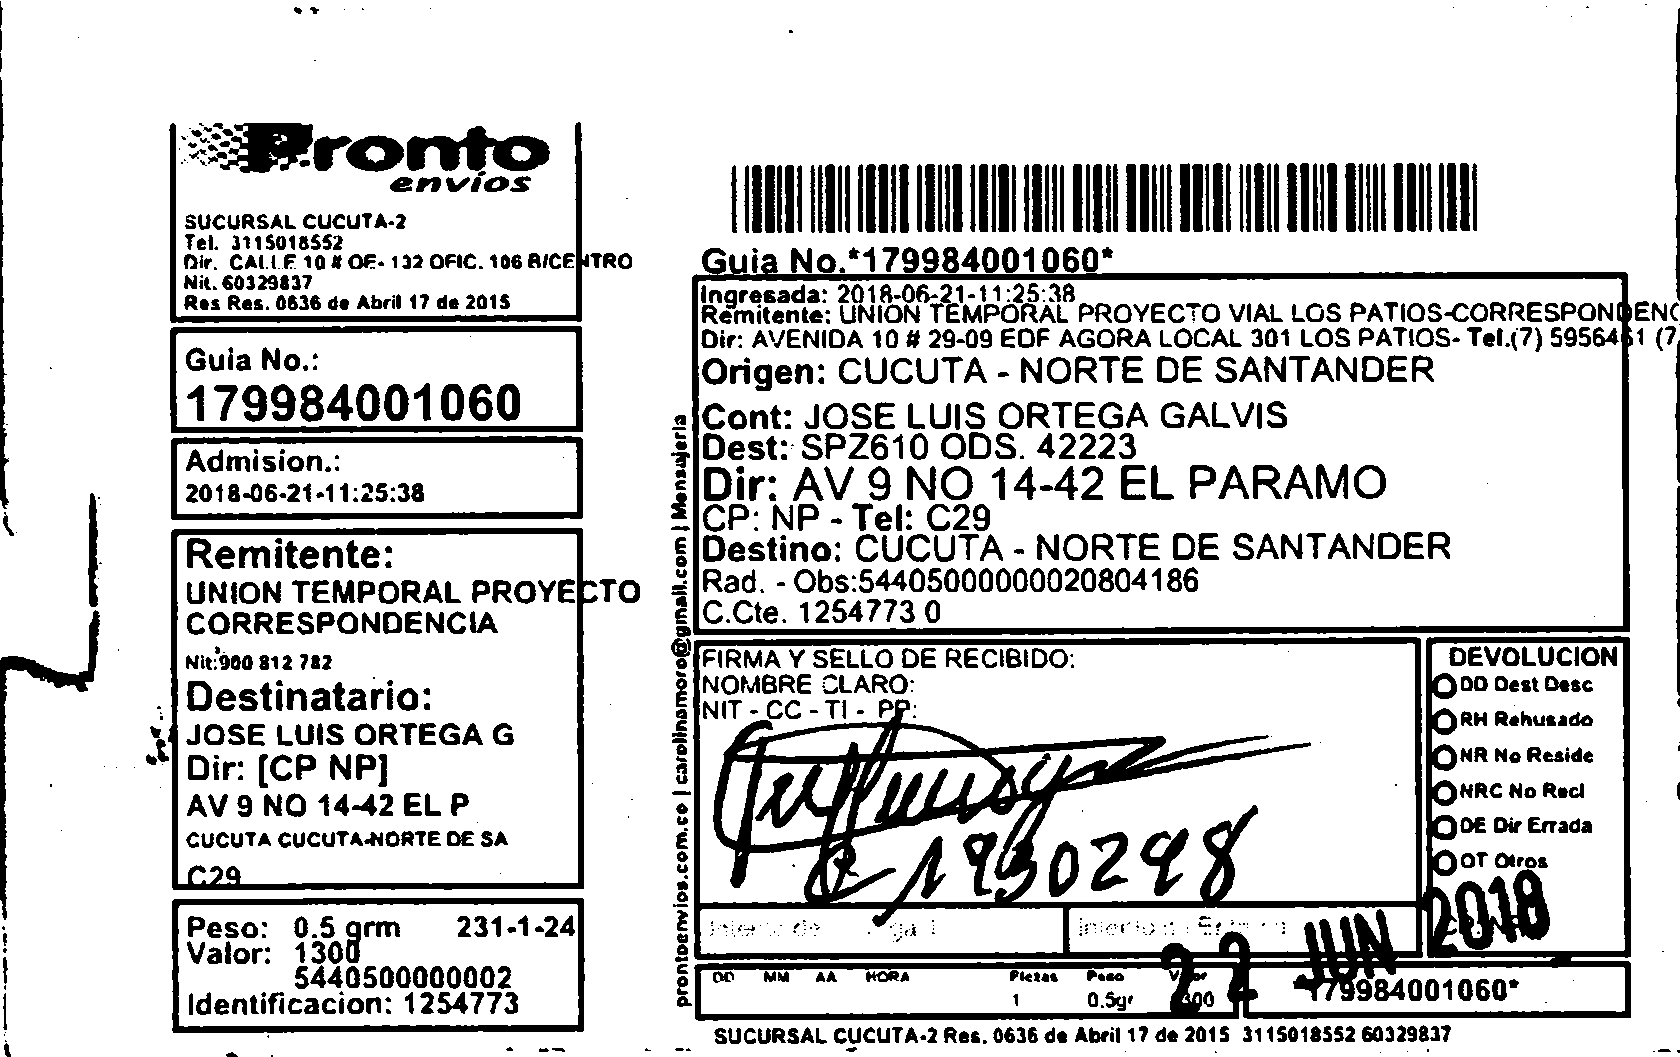 Pronto
envíos
SUCURSAL CUCUTA-2
Tel. 3115018552
Dir. CALLE 10 # OE- 132 OFIC. 106 B/CENTRO
Nit. 60329837
Res Res. 0636 de Abril 17 de 2015
Guia No.:
179984001060
Admision.:
2018-06-21-11:25:38
Remitente:
UNION TEMPORAL PROYECTO
CORRESPONDENCIA
Nit:900 812 782
Destinatario:
JOSE LUIS ORTEGA G
Dir: [CP NP]
AV 9 NO 14-42 EL P
CUCUTA CUCUTA-NORTE DE SA
C29
Peso: 0.5 grm 231-1-24
Valor: 1300
5440500000002
Identificacion: 1254773
prontoenvios.com.co | carolinamoro@gmail.com | Mensajeria
Guia No.*179984001060*
Ingresada: 2018-06-21-11:25:38
Remitente: UNION TEMPORAL PROYECTO VIAL LOS PATIOS-CORRESPONDENC
Dir: AVENIDA 10 # 29-09 EDF AGORA LOCAL 301 LOS PATIOS- Tel.(7) 5956461 (7
Origen: CUCUTA - NORTE DE SANTANDER
Cont: JOSE LUIS ORTEGA GALVIS
Dest: SPZ610 ODS. 42223
Dir: AV 9 NO 14-42 EL PARAMO
CP: NP - Tel: C29
Destino: CUCUTA - NORTE DE SANTANDER
Rad. - Obs:54405000000020804186
C.Cte. 1254773 0
FIRMA Y SELLO DE RECIBIDO:
NOMBRE CLARO:
NIT - CC - TI - PP:
DEVOLUCION
DD Dest Desc
RH Rehusado
NR No Reside
NRC No Recl
DE Dir Errada
OT Otros
22 JUN 2018
DD MM AA HORA Piezas Peso Valor
1 0.5gr 300 179984001060*
SUCURSAL CUCUTA-2 Res. 0636 de Abril 17 de 2015 3115018552 60329837